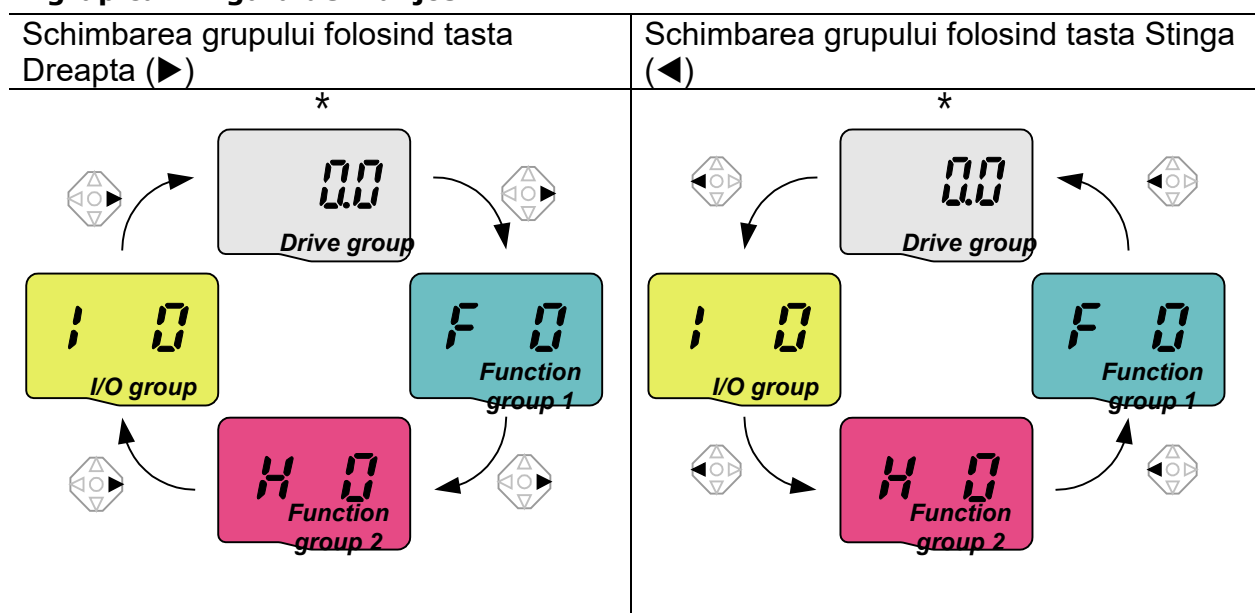 Schimbarea grupului folosind tasta
Dreapta (▶)
Schimbarea grupului folosind tasta Stinga
(◀)
*
0.0
Drive group
I 0
I/O group
F 0
Function
group 1
H 0
Function
group 2
*
0.0
Drive group
I 0
I/O group
F 0
Function
group 1
H 0
Function
group 2